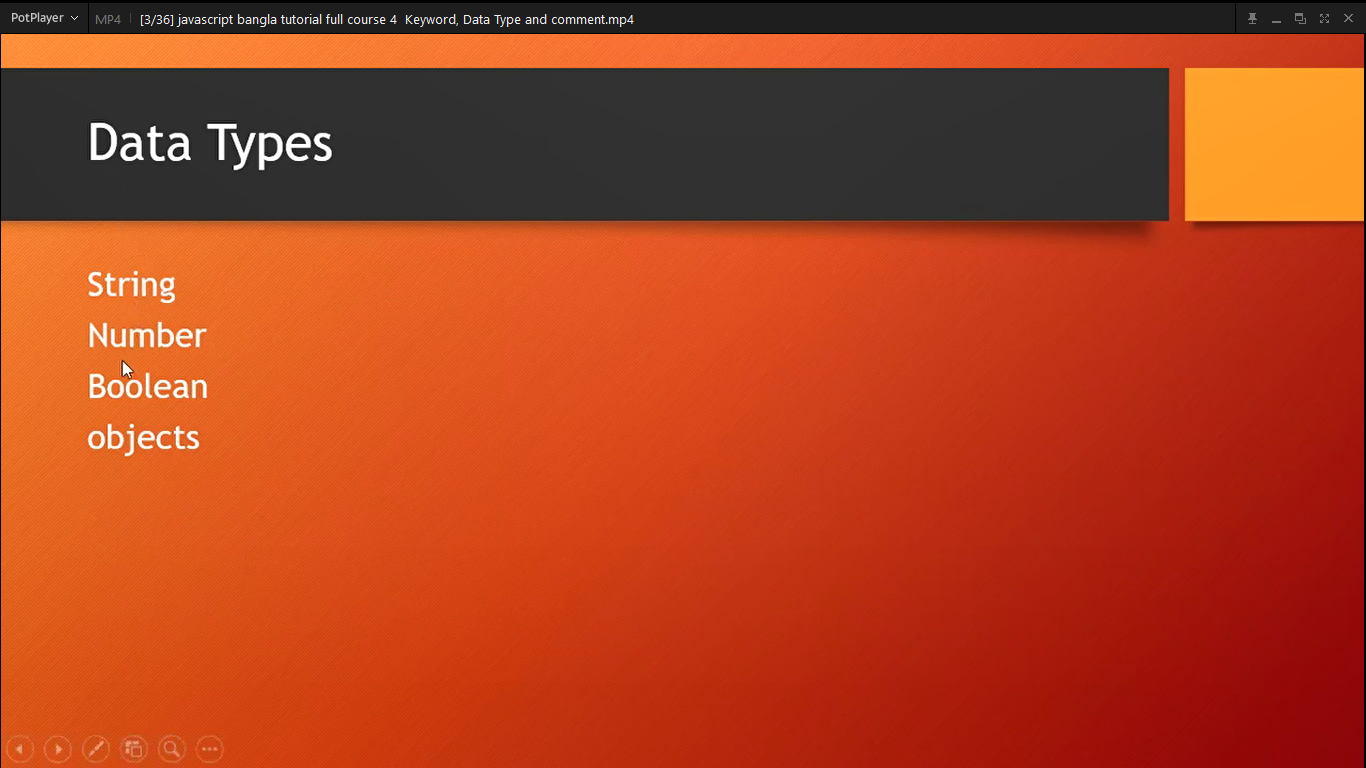 PotPlayer MP4 [3/36] javascript bangla tutorial full course 4  Keyword, Data Type and comment.mp4
Data Types
String
Number
Boolean
objects